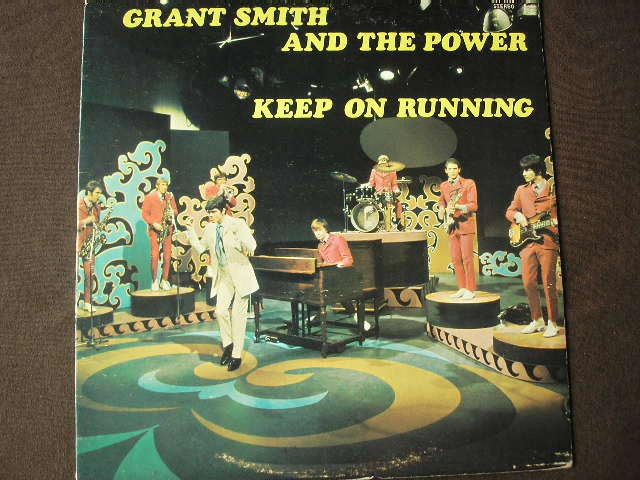 STEREO
GRANT SMITH
AND THE POWER
KEEP ON RUNNING